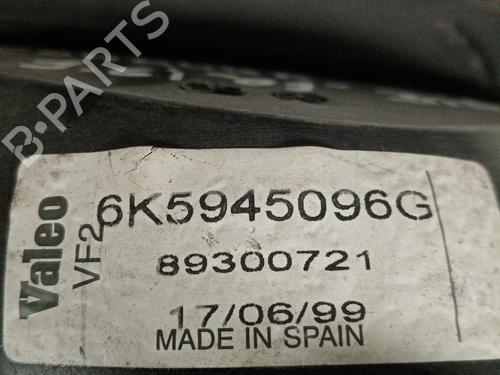 B-PARTS
Valeo
VF2
6K5945096G
89300721
17/06/99
MADE IN SPAIN